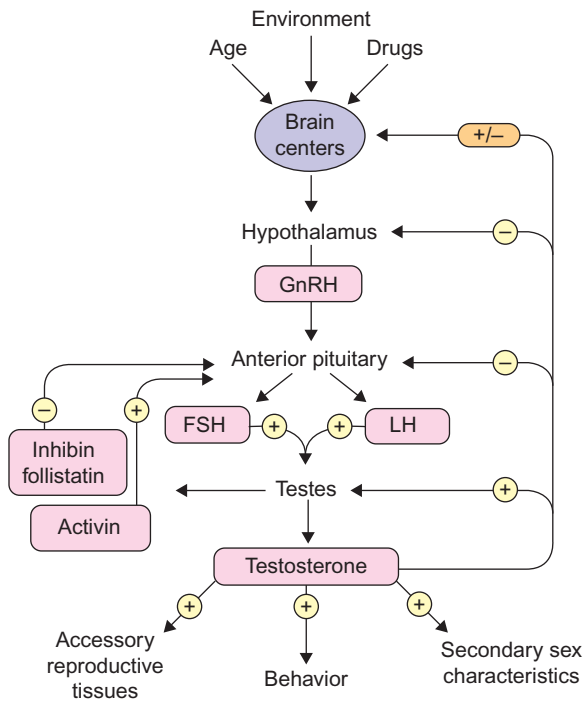 Environment
Age
Drugs
Brain
centers
+/–
Hypothalamus
–
GnRH
Anterior pituitary
–
–
+
FSH
+
+
LH
Inhibin
follistatin
Activin
Testes
+
Testosterone
+
+
+
Accessory
reproductive
tissues
Behavior
Secondary sex
characteristics